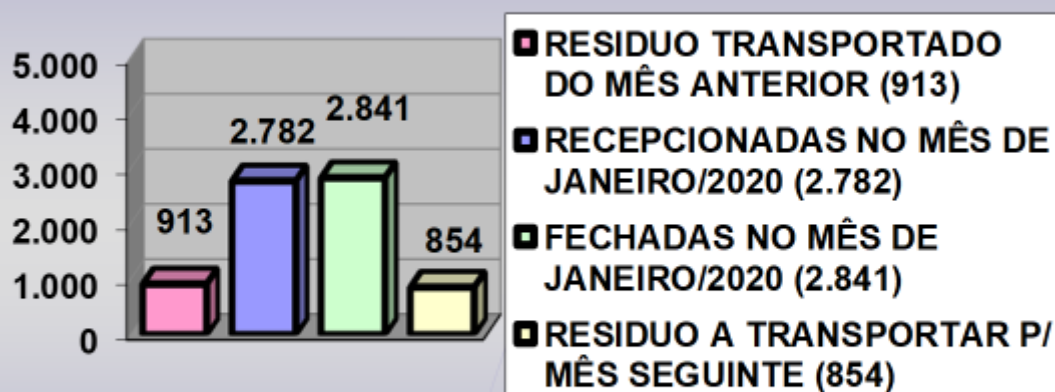 5.000
4.000
3.000
2.000
1.000
0
913
2.782
2.841
854
RESIDUO TRANSPORTADO
DO MÊS ANTERIOR (913)
RECEPCIONADAS NO MÊS DE
JANEIRO/2020 (2.782)
FECHADAS NO MÊS DE
JANEIRO/2020 (2.841)
RESIDUO A TRANSPORTAR P/
MÊS SEGUINTE (854)